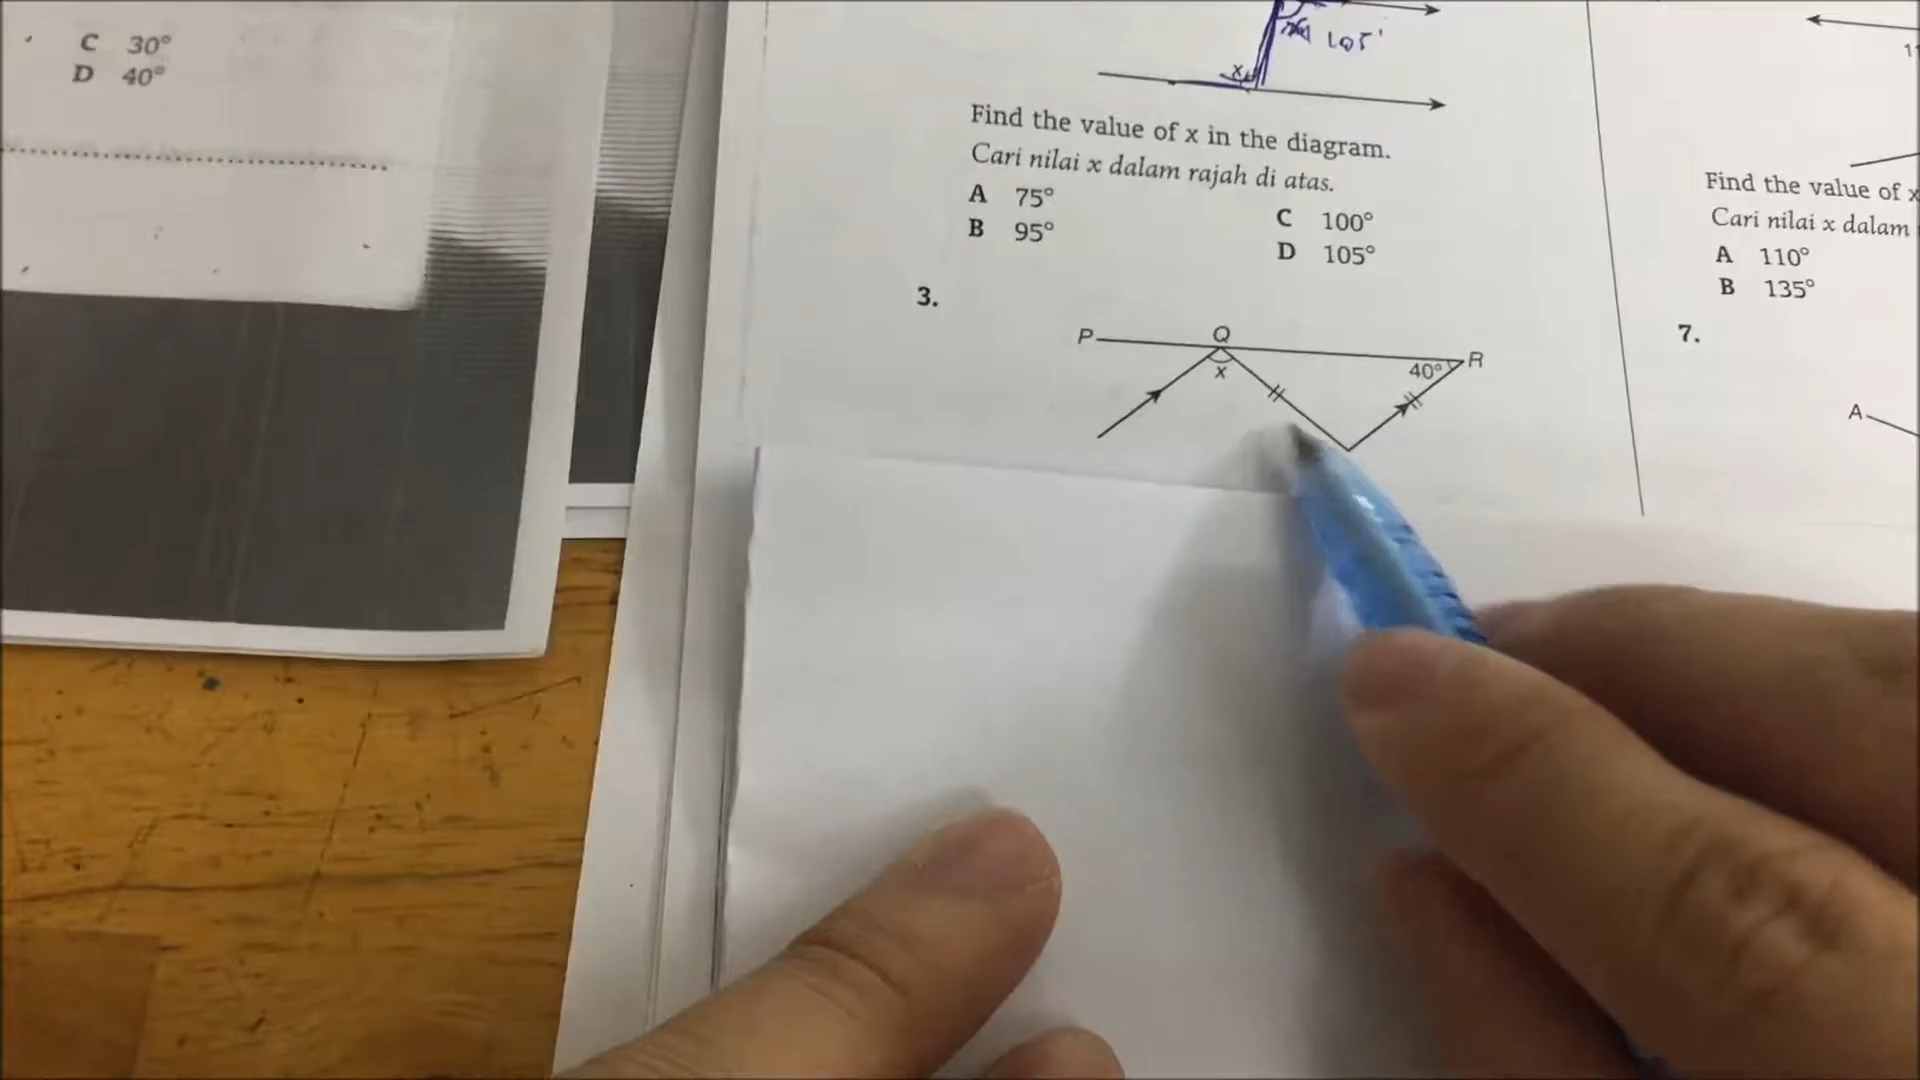 C 30°
D 40°
105°
x
Find the value of x in the diagram.
Cari nilai x dalam rajah di atas.
A 75°
B 95°
C 100°
D 105°
3.
P
Q
R
x
40°
11
Find the value of x
Cari nilai x dalam
A 110°
B 135°
7.
A